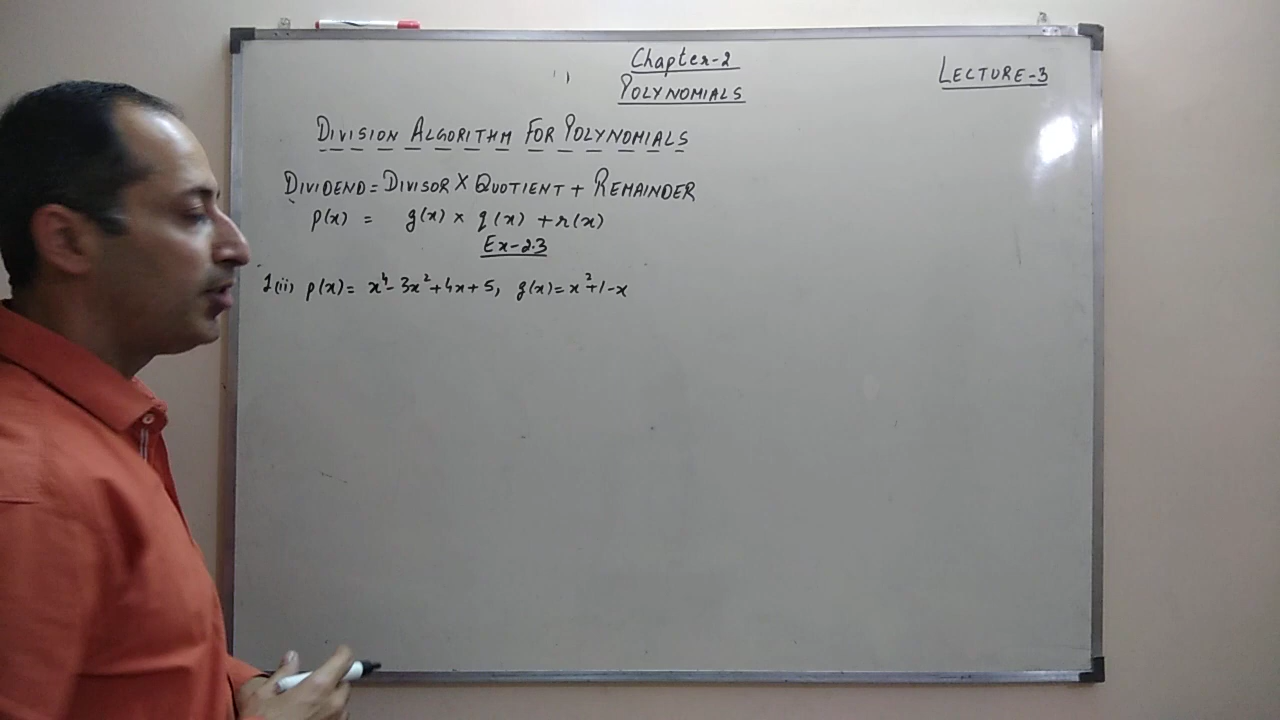 Chapter-2
POLYNOMIALS
LECTURE-3
DIVISION ALGORITHM FOR POLYNOMIALS
DIVIDEND = DIVISOR X QUOTIENT + REMAINDER
p(x) = g(x) × q(x) + r(x)
Ex-2.3
1(ii) p(x) = x⁴- 3x² + 4x + 5, g(x) = x² + 1 - x